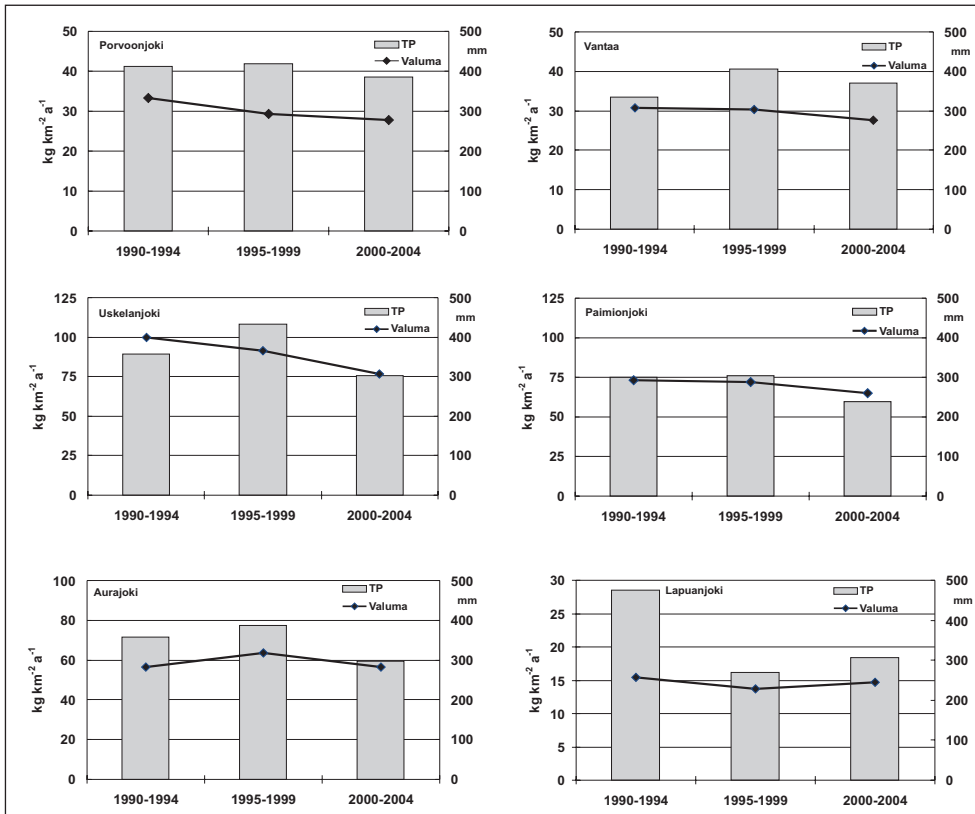 Porvoonjoki
TP
Valuma
kg km⁻² a⁻¹
mm
50
40
30
20
10
0
500
400
300
200
100
0
1990-1994 1995-1999 2000-2004
Vantaa
TP
Valuma
kg km⁻² a⁻¹
mm
50
40
30
20
10
0
500
400
300
200
100
0
1990-1994 1995-1999 2000-2004
Uskelanjoki
TP
Valuma
kg km⁻² a⁻¹
mm
125
100
75
50
25
0
500
400
300
200
100
0
1990-1994 1995-1999 2000-2004
Paimionjoki
TP
Valuma
kg km⁻² a⁻¹
mm
125
100
75
50
25
0
500
400
300
200
100
0
1990-1994 1995-1999 2000-2004
Aurajoki
TP
Valuma
kg km⁻² a⁻¹
mm
100
80
60
40
20
0
500
400
300
200
100
0
1990-1994 1995-1999 2000-2004
Lapuanjoki
TP
Valuma
kg km⁻² a⁻¹
mm
30
25
20
15
10
5
0
500
400
300
200
100
0
1990-1994 1995-1999 2000-2004